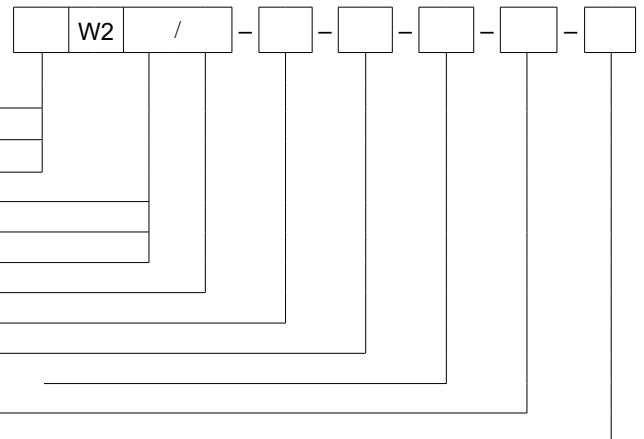 W2 / – – – – –